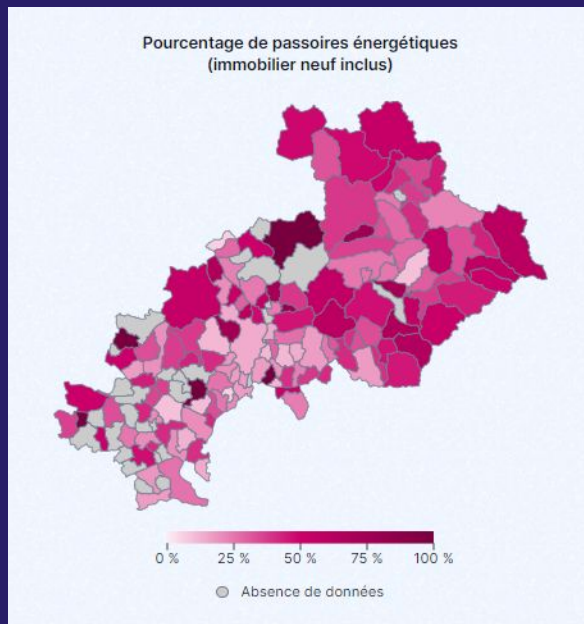 Pourcentage de passoires énergétiques
(immobilier neuf inclus)
0 % 25 % 50 % 75 % 100 %
Absence de données